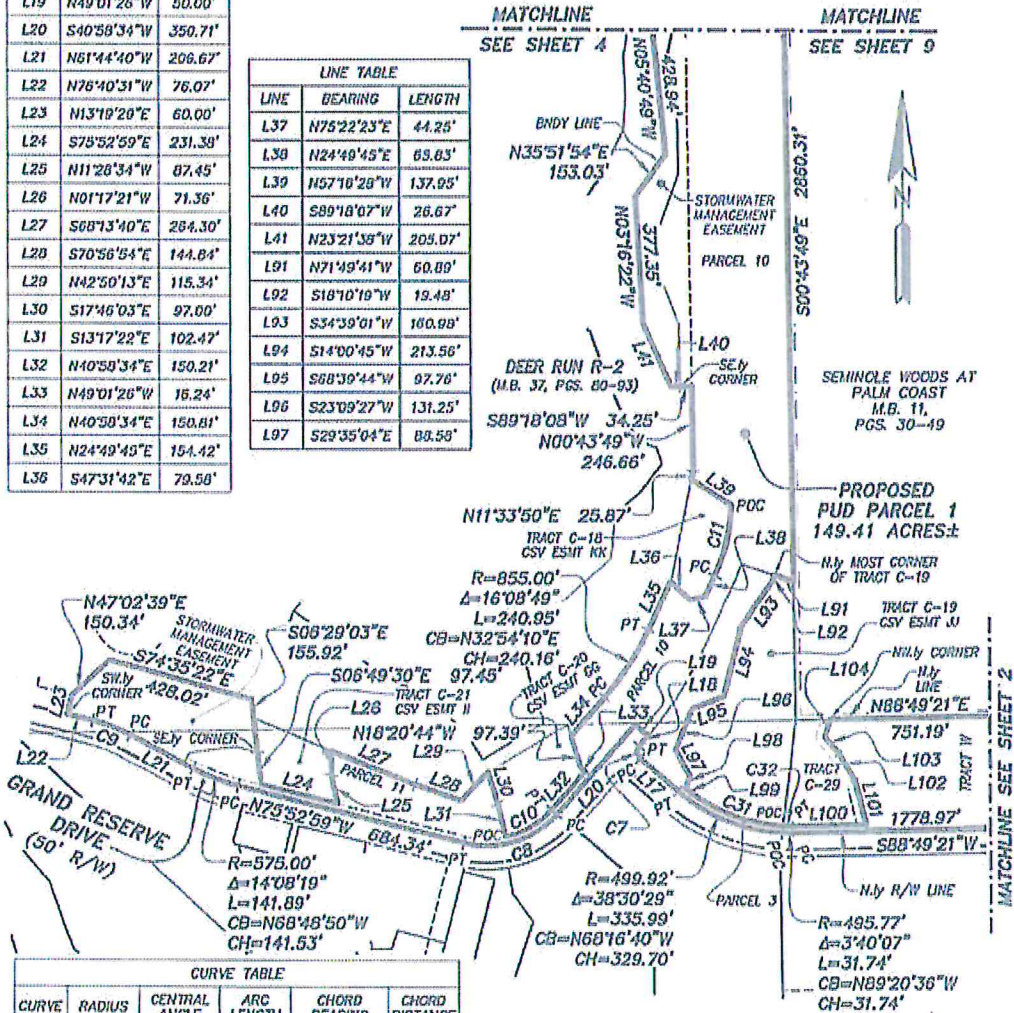 L19 N49°01'26"W 50.00'
L20 S40°58'34"W 350.71'
L21 N61°44'40"W 206.67'
L22 N76°40'31"W 76.07'
L23 N13°19'29"E 60.00'
L24 S75°52'59"E 231.38'
L25 N11°28'34"W 87.45'
L26 N01°17'21"W 71.36'
L27 S68°13'40"E 264.30'
L28 S70°56'54"E 144.84'
L29 N42°50'13"E 115.34'
L30 S17°46'03"E 97.00'
L31 S13°17'22"E 102.47'
L32 N40°58'34"E 150.21'
L33 N49°01'26"W 16.24'
L34 N40°58'34"E 150.81'
L35 N24°49'45"E 154.42'
L36 S47°31'42"E 79.58'
LINE TABLE
LINE BEARING LENGTH
L37 N75°22'23"E 44.25'
L38 N24°49'45"E 69.83'
L39 N57°16'29"W 137.95'
L40 S89°18'07"W 26.67'
L41 N23°21'38"W 205.07'
L91 N71°49'41"W 60.89'
L92 S18°10'19"W 19.48'
L93 S34°39'01"W 160.98'
L94 S14°00'45"W 213.56'
L95 S68°39'44"W 97.76'
L96 S23°09'27"W 131.25'
L97 S29°35'04"E 88.58'
MATCHLINE
SEE SHEET 4
MATCHLINE
SEE SHEET 9
N05°40'49"W
428.94'
BNDY LINE
N35°51'54"E
153.03'
STORMWATER
MANAGEMENT
EASEMENT
PARCEL 10
N03°16'22"W
377.35'
S00°43'49"E 2860.31'
N
L41
L40
DEER RUN R-2
(M.B. 37, PGS. 80-93)
SE.ly
CORNER
S89°18'08"W 34.25'
N00°43'49"W
246.66'
SEMINOLE WOODS AT
PALM COAST
M.B. 11,
PGS. 30-49
PROPOSED
PUD PARCEL 1
149.41 ACRES±
N11°33'50"E 25.87'
L39
POC
C11
L38
TRACT C-18
CSV ESMT KK
L36
PC
N.ly MOST CORNER
OF TRACT C-19
R=855.00'
Δ=16°08'49"
L=240.95'
CB=N32°54'10"E
CH=240.16'
L35
PT
L37
L93
L91
L92
TRACT C-19
CSV ESMT JJ
N47°02'39"E
150.34'
STORMWATER
MANAGEMENT
EASEMENT
S06°29'03"E
155.92'
S74°35'22"E
428.02'
SW.ly
CORNER
L23
S06°49'30"E 97.45'
TRACT C-21
CSV ESMT II
L26
N18°20'44"W 97.39'
TRACT C-20
CSV ESMT GG
L34
PC
PARCEL 10
L19
L18
L33
L94
L95
L96
L104
NW.ly CORNER
N.ly
LINE
N88°49'21"E
751.19'
PT
PC
C9
L22
L21
SE.ly CORNER
L24
L27
L29
L28
L30
PARCEL 11
L25
L31
C10
PT
L32
L20
PC
PT
L17
L97
L98
L99
C31
C32
TRACT
C-29
L103
L102
L101
L100
TRACT W
MATCHLINE SEE SHEET 2
GRAND RESERVE
DRIVE
(50' R/W)
PT
PC
N75°52'59"W
684.34'
PT
POC
C8
PC
C7
PT
POC
PT
POC
PC
1778.97'
S88°49'21"W
R=575.00'
Δ=14°08'19"
L=141.89'
CB=N68°48'50"W
CH=141.53'
R=499.92'
Δ=38°30'29"
L=335.99'
CB=N68°16'40"W
CH=329.70'
PARCEL 3
N.ly R/W LINE
R=495.77'
Δ=3°40'07"
L=31.74'
CB=N89°20'36"W
CH=31.74'
CURVE TABLE
CURVE RADIUS CENTRAL ANGLE ARC LENGTH CHORD BEARING CHORD DISTANCE